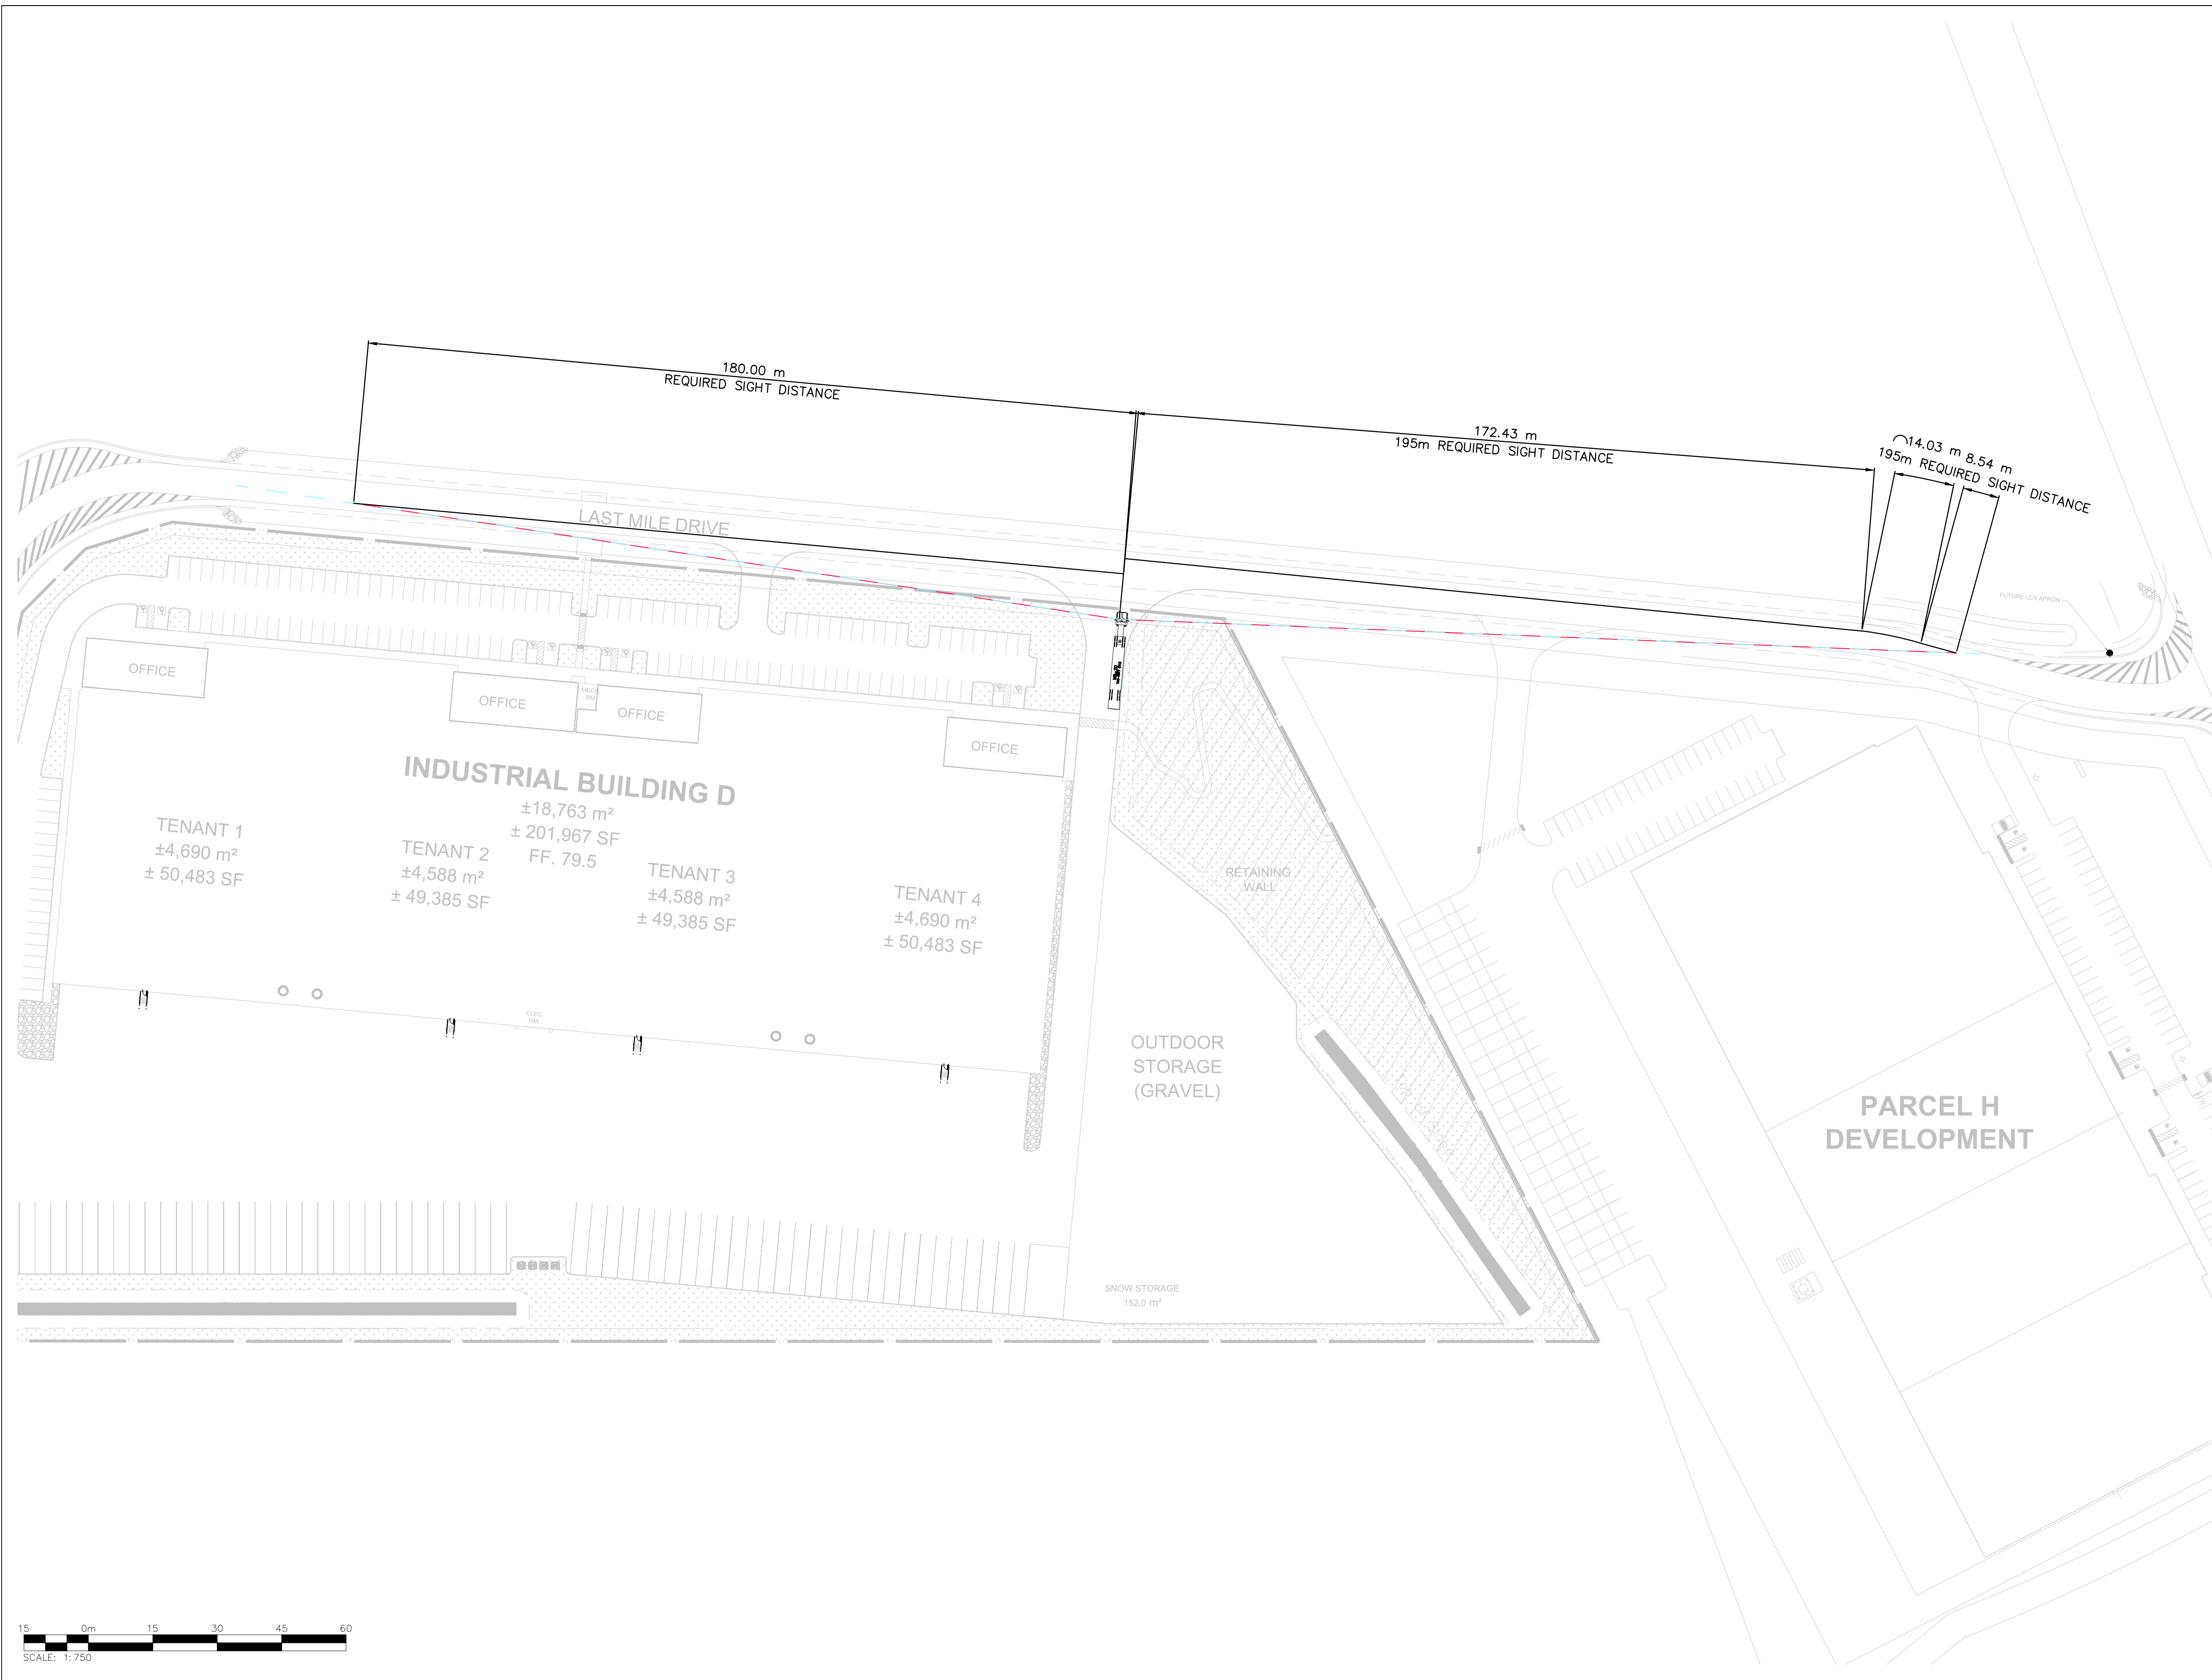 180.00 m
REQUIRED SIGHT DISTANCE
172.43 m
195m REQUIRED SIGHT DISTANCE
14.03 m 8.54 m
195m REQUIRED SIGHT DISTANCE
LAST MILE DRIVE
FUTURE LCV APRON
OFFICE
OFFICE
MECH.
RM
OFFICE
OFFICE
INDUSTRIAL BUILDING D
±18,763 m²
± 201,967 SF
FF. 79.5
TENANT 1
±4,690 m²
± 50,483 SF
TENANT 2
±4,588 m²
± 49,385 SF
TENANT 3
±4,588 m²
± 49,385 SF
TENANT 4
±4,690 m²
± 50,483 SF
RETAINING
WALL
ELEC.
RM.
OUTDOOR
STORAGE
(GRAVEL)
PARCEL H
DEVELOPMENT
SNOW STORAGE
152.0 m²
15 0m 15 30 45 60
SCALE: 1:750